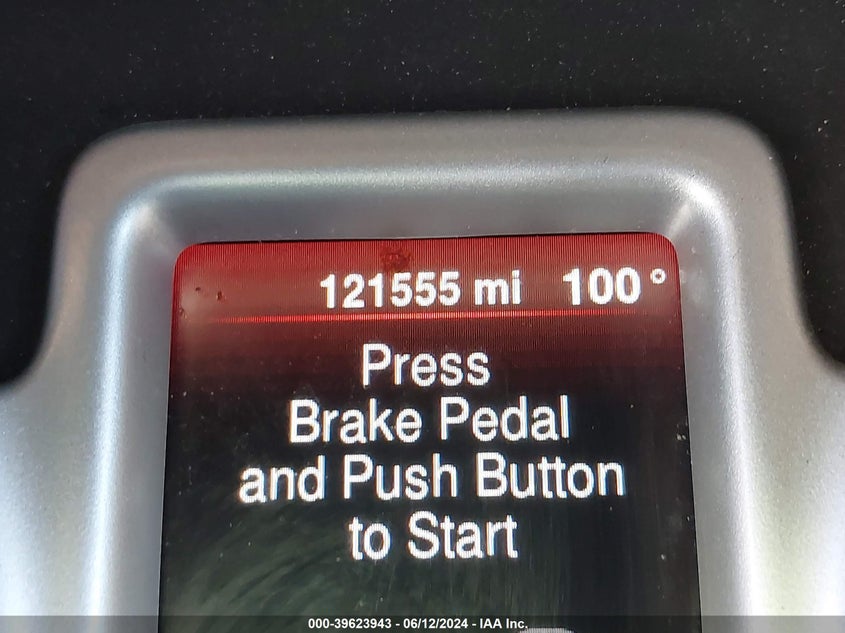 121555 mi 100°
Press
Brake Pedal
and Push Button
to Start
000-39623943 - 06/12/2024 - IAA Inc.